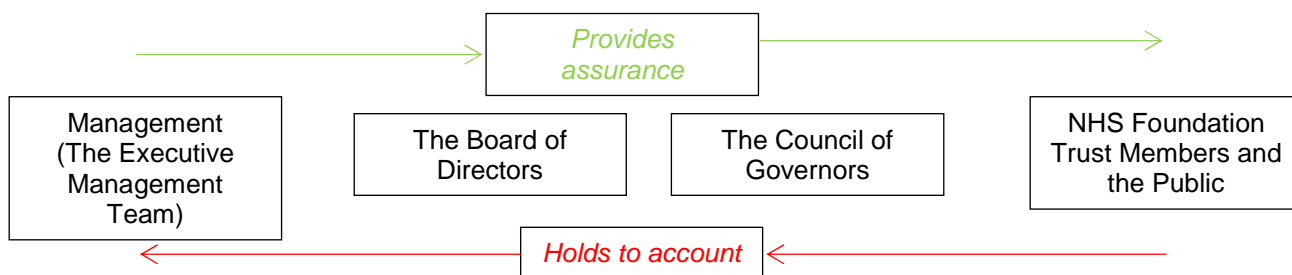 Provides
assurance
Management
(The Executive
Management
Team)
The Board of
Directors
The Council of
Governors
NHS Foundation
Trust Members and
the Public
Holds to account